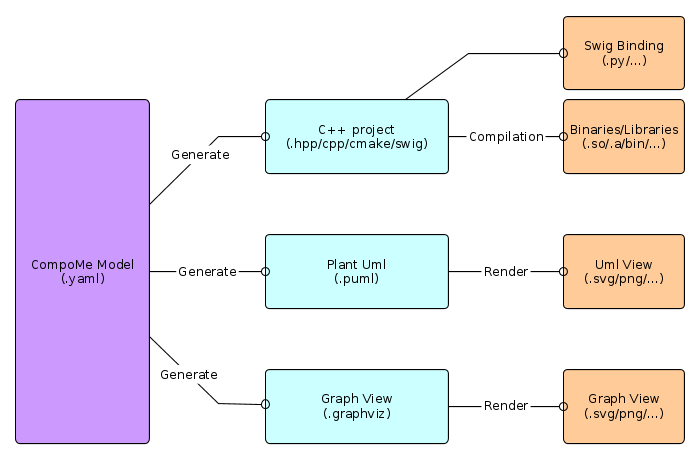 Swig Binding
(.py/...)
C++ project
(.hpp/cpp/cmake/swig)
Compilation
Binaries/Libraries
(.so/.a/bin/...)
Generate
CompoMe Model
(.yaml)
Generate
Plant Uml
(.puml)
Render
Uml View
(.svg/png/...)
Generate
Graph View
(.graphviz)
Render
Graph View
(.svg/png/...)